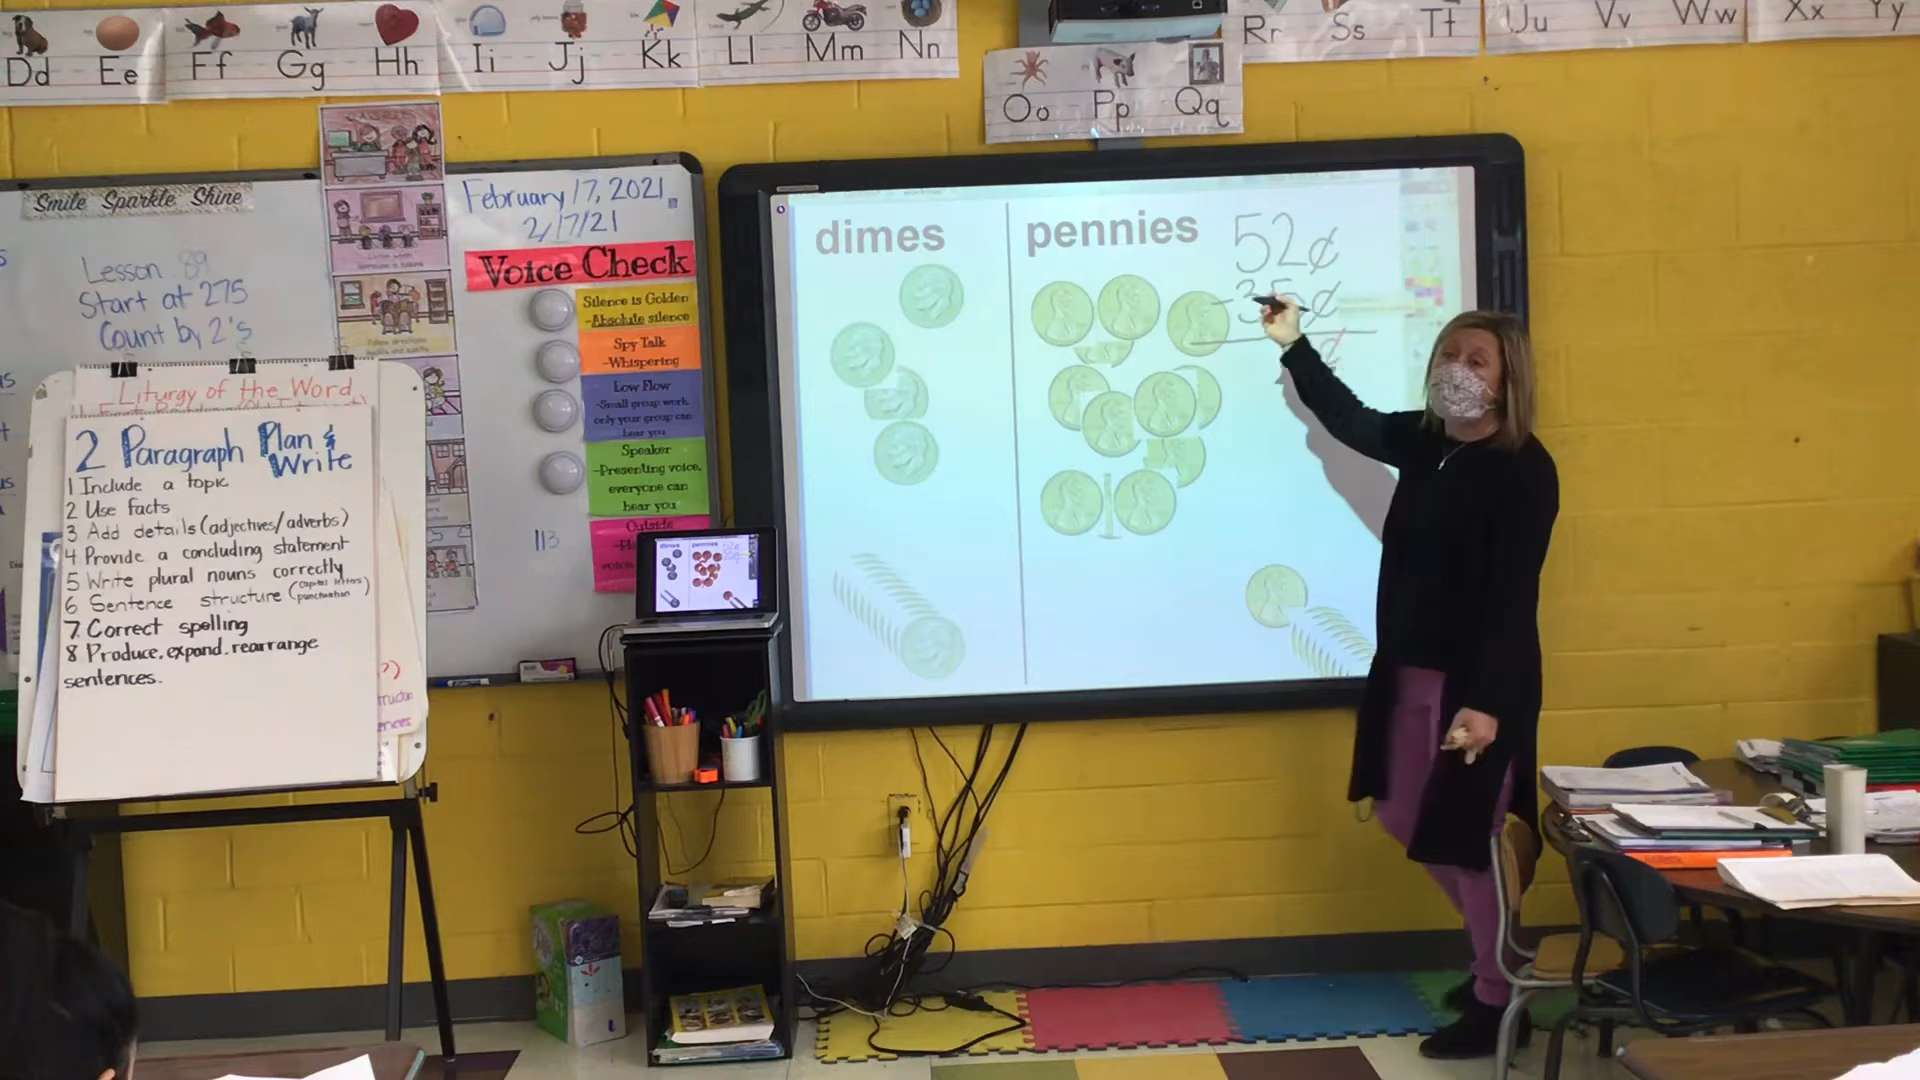 Dd Ee Ff Gg Hh Ii Jj Kk Ll Mm Nn
Oo Pp Qq
Rr Ss Tt Uu Vv Ww Xx Yy
Smile Sparkle Shine
Lesson 89
Start at 275
Count by 2's
February 17, 2021
2/17/21
Voice Check
Silence is Golden
-Absolute silence
Spy Talk
-Whispering
Low Flow
-Small group work,
only your group can
hear you
Speaker
-Presenting voice,
everyone can
hear you
Outside
113
Liturgy of the Word
2 Paragraph Plan &
Write
1 Include a topic
2 Use facts
3 Add details (adjectives/adverbs)
4 Provide a concluding statement
5 Write plural nouns correctly
6 Sentence structure (capital letters
punctuation)
7 Correct spelling
8 Produce, expand, rearrange
sentences.
dimes
pennies
52¢
-35¢
¢
dimes pennies